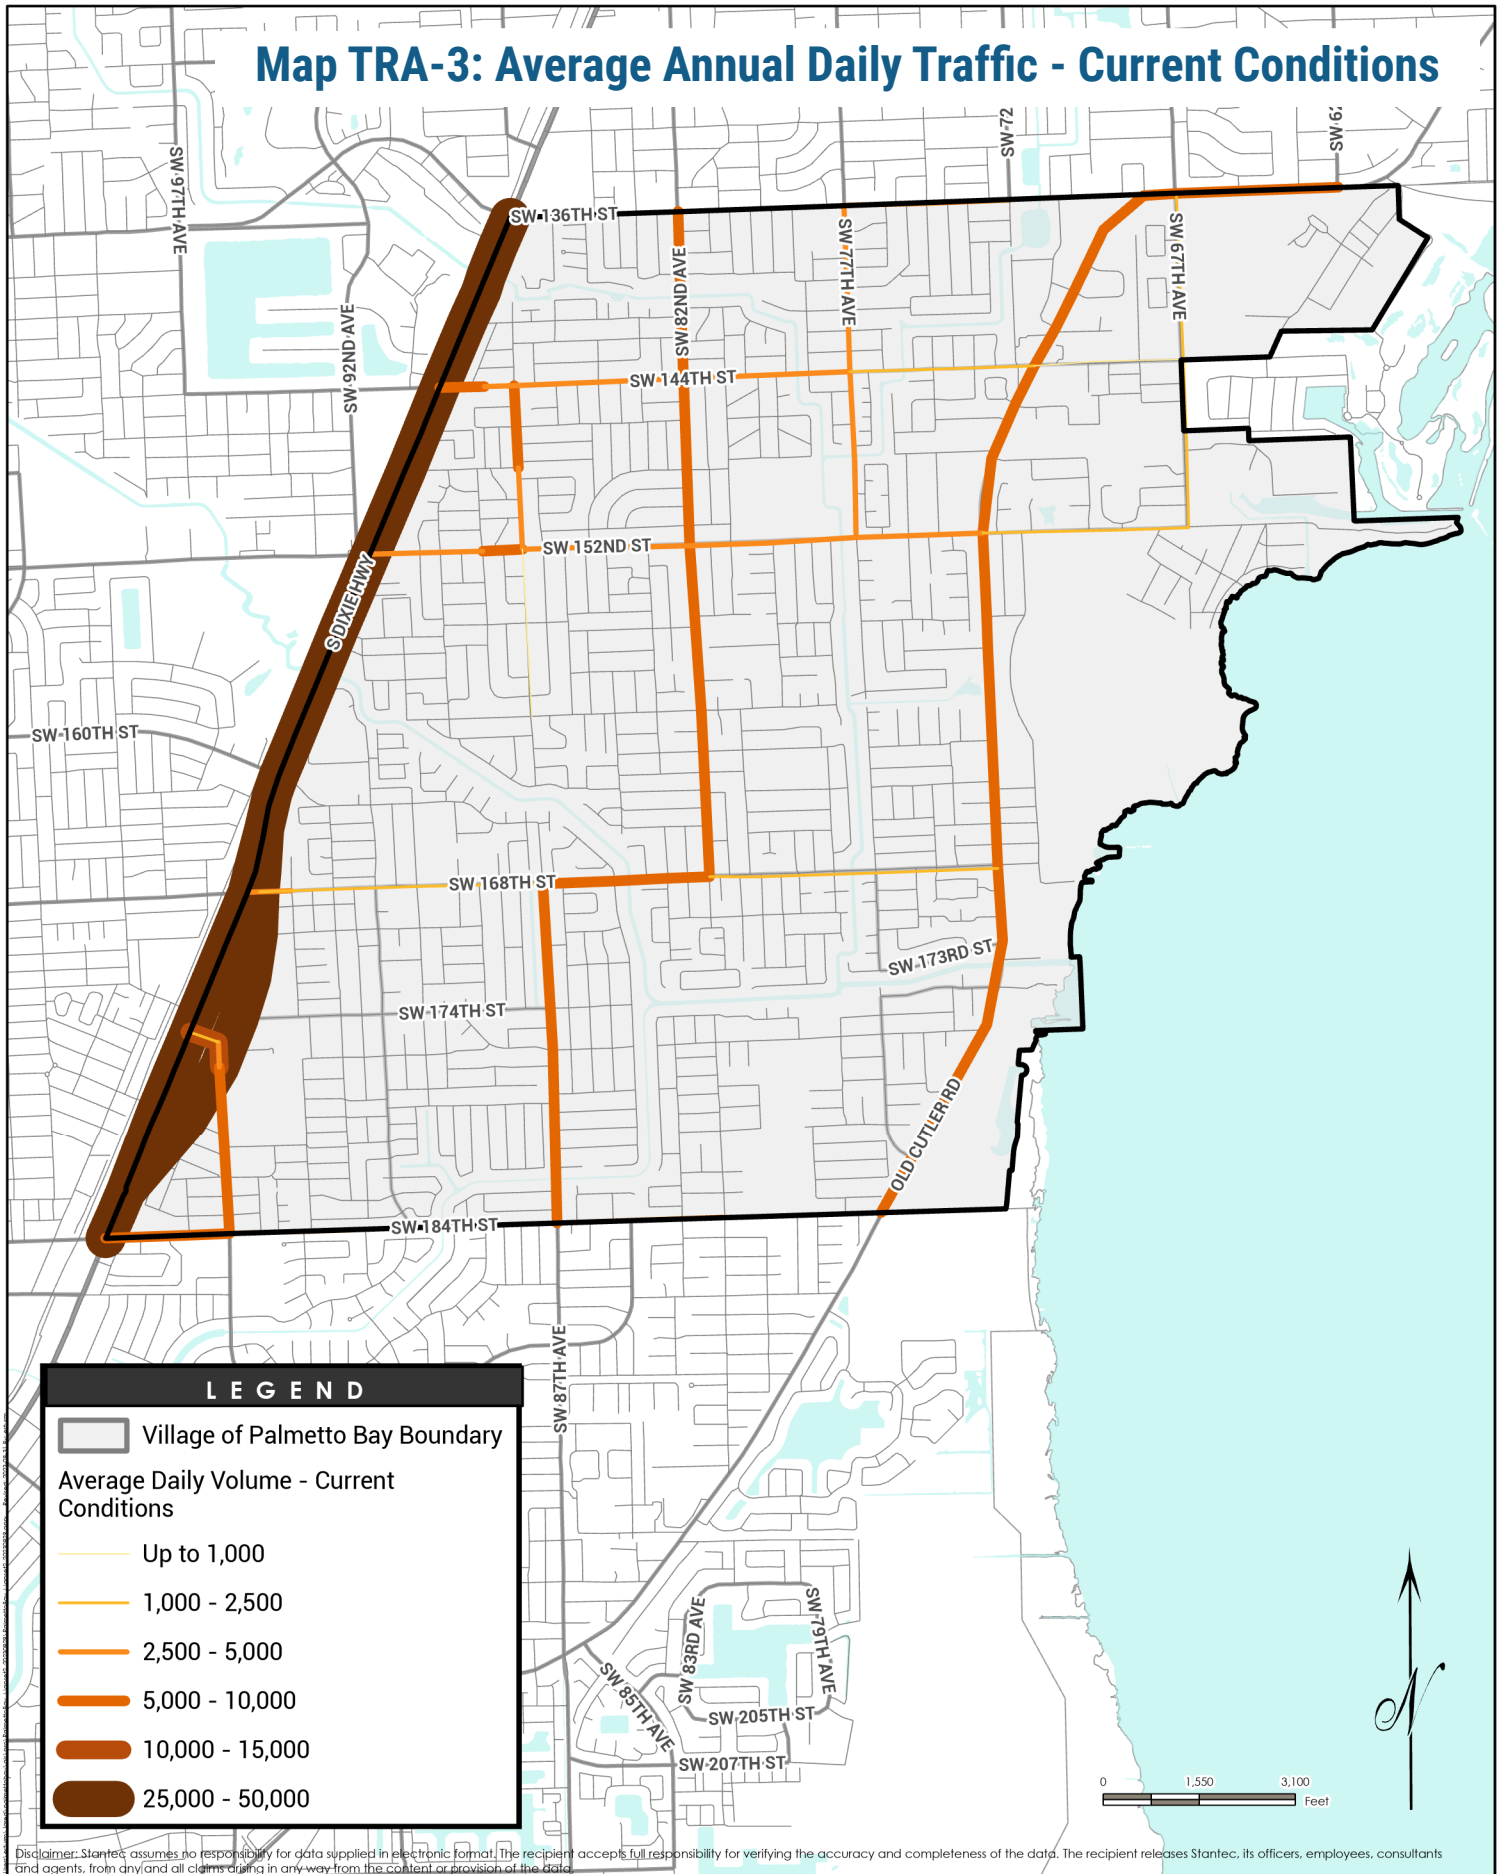 Map TRA-3: Average Annual Daily Traffic - Current Conditions
SW 72
SW 62
SW 97TH AVE
SW 136TH ST
SW 77TH AVE
SW 67TH AVE
SW 82ND AVE
SW 92ND AVE
SW 144TH ST
SW 152ND ST
S DIXIE HWY
SW 160TH ST
SW 168TH ST
SW 173RD ST
SW 174TH ST
OLD CUTLER RD
SW 184TH ST
SW 87TH AVE
SW 83RD AVE
SW 79TH AVE
SW 85TH AVE
SW 205TH ST
SW 207TH ST
LEGEND
Village of Palmetto Bay Boundary
Average Daily Volume - Current
Conditions
Up to 1,000
1,000 - 2,500
2,500 - 5,000
5,000 - 10,000
10,000 - 15,000
25,000 - 50,000
N
0 1,550 3,100
Feet
Disclaimer: Stantec assumes no responsibility for data supplied in electronic format. The recipient accepts full responsibility for verifying the accuracy and completeness of the data. The recipient releases Stantec, its officers, employees, consultants
and agents, from any and all claims arising in any way from the content or provision of the data.